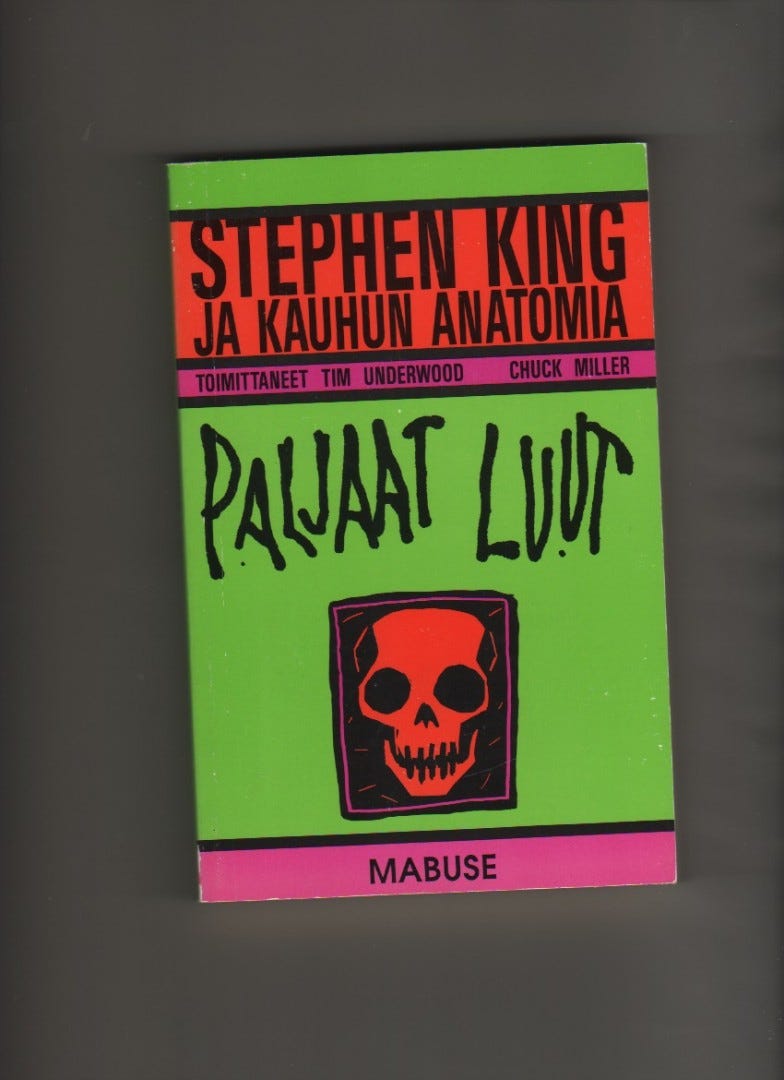 STEPHEN KING
JA KAUHUN ANATOMIA
TOIMITTANEET TIM UNDERWOOD CHUCK MILLER
PALJAAT LUUT
MABUSE